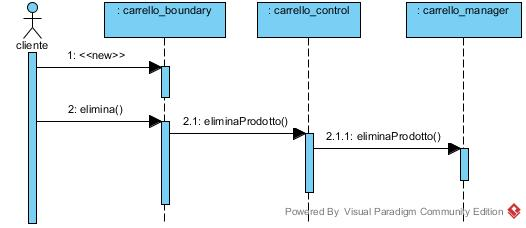 : carrello_boundary
: carrello_control
: carrello_manager
cliente
1: <<new>>
2: elimina()
2.1: eliminaProdotto()
2.1.1: eliminaProdotto()
Powered By Visual Paradigm Community Edition